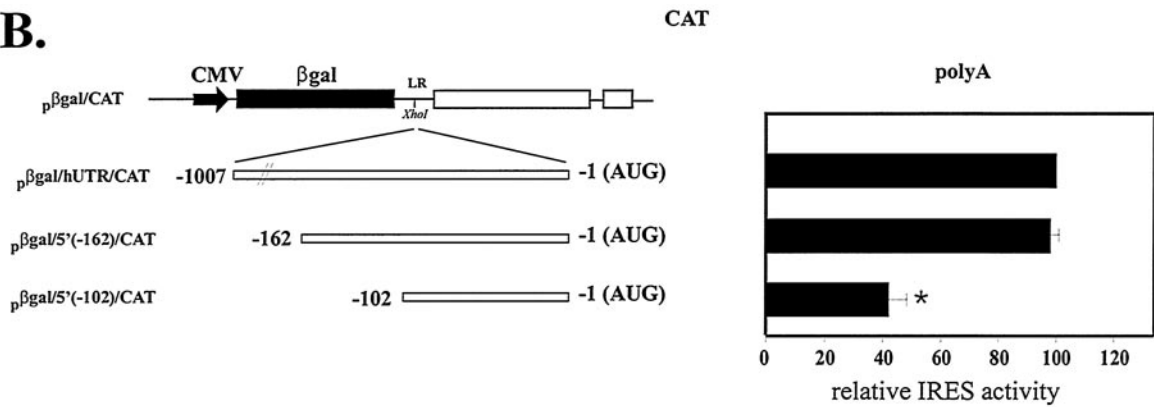 B.
CAT
CMV βgal LR polyA
pβgal/CAT
XhoI
pβgal/hUTR/CAT -1007 -1 (AUG)
pβgal/5'(-162)/CAT -162 -1 (AUG)
pβgal/5'(-102)/CAT -102 -1 (AUG) *
0 20 40 60 80 100 120
relative IRES activity